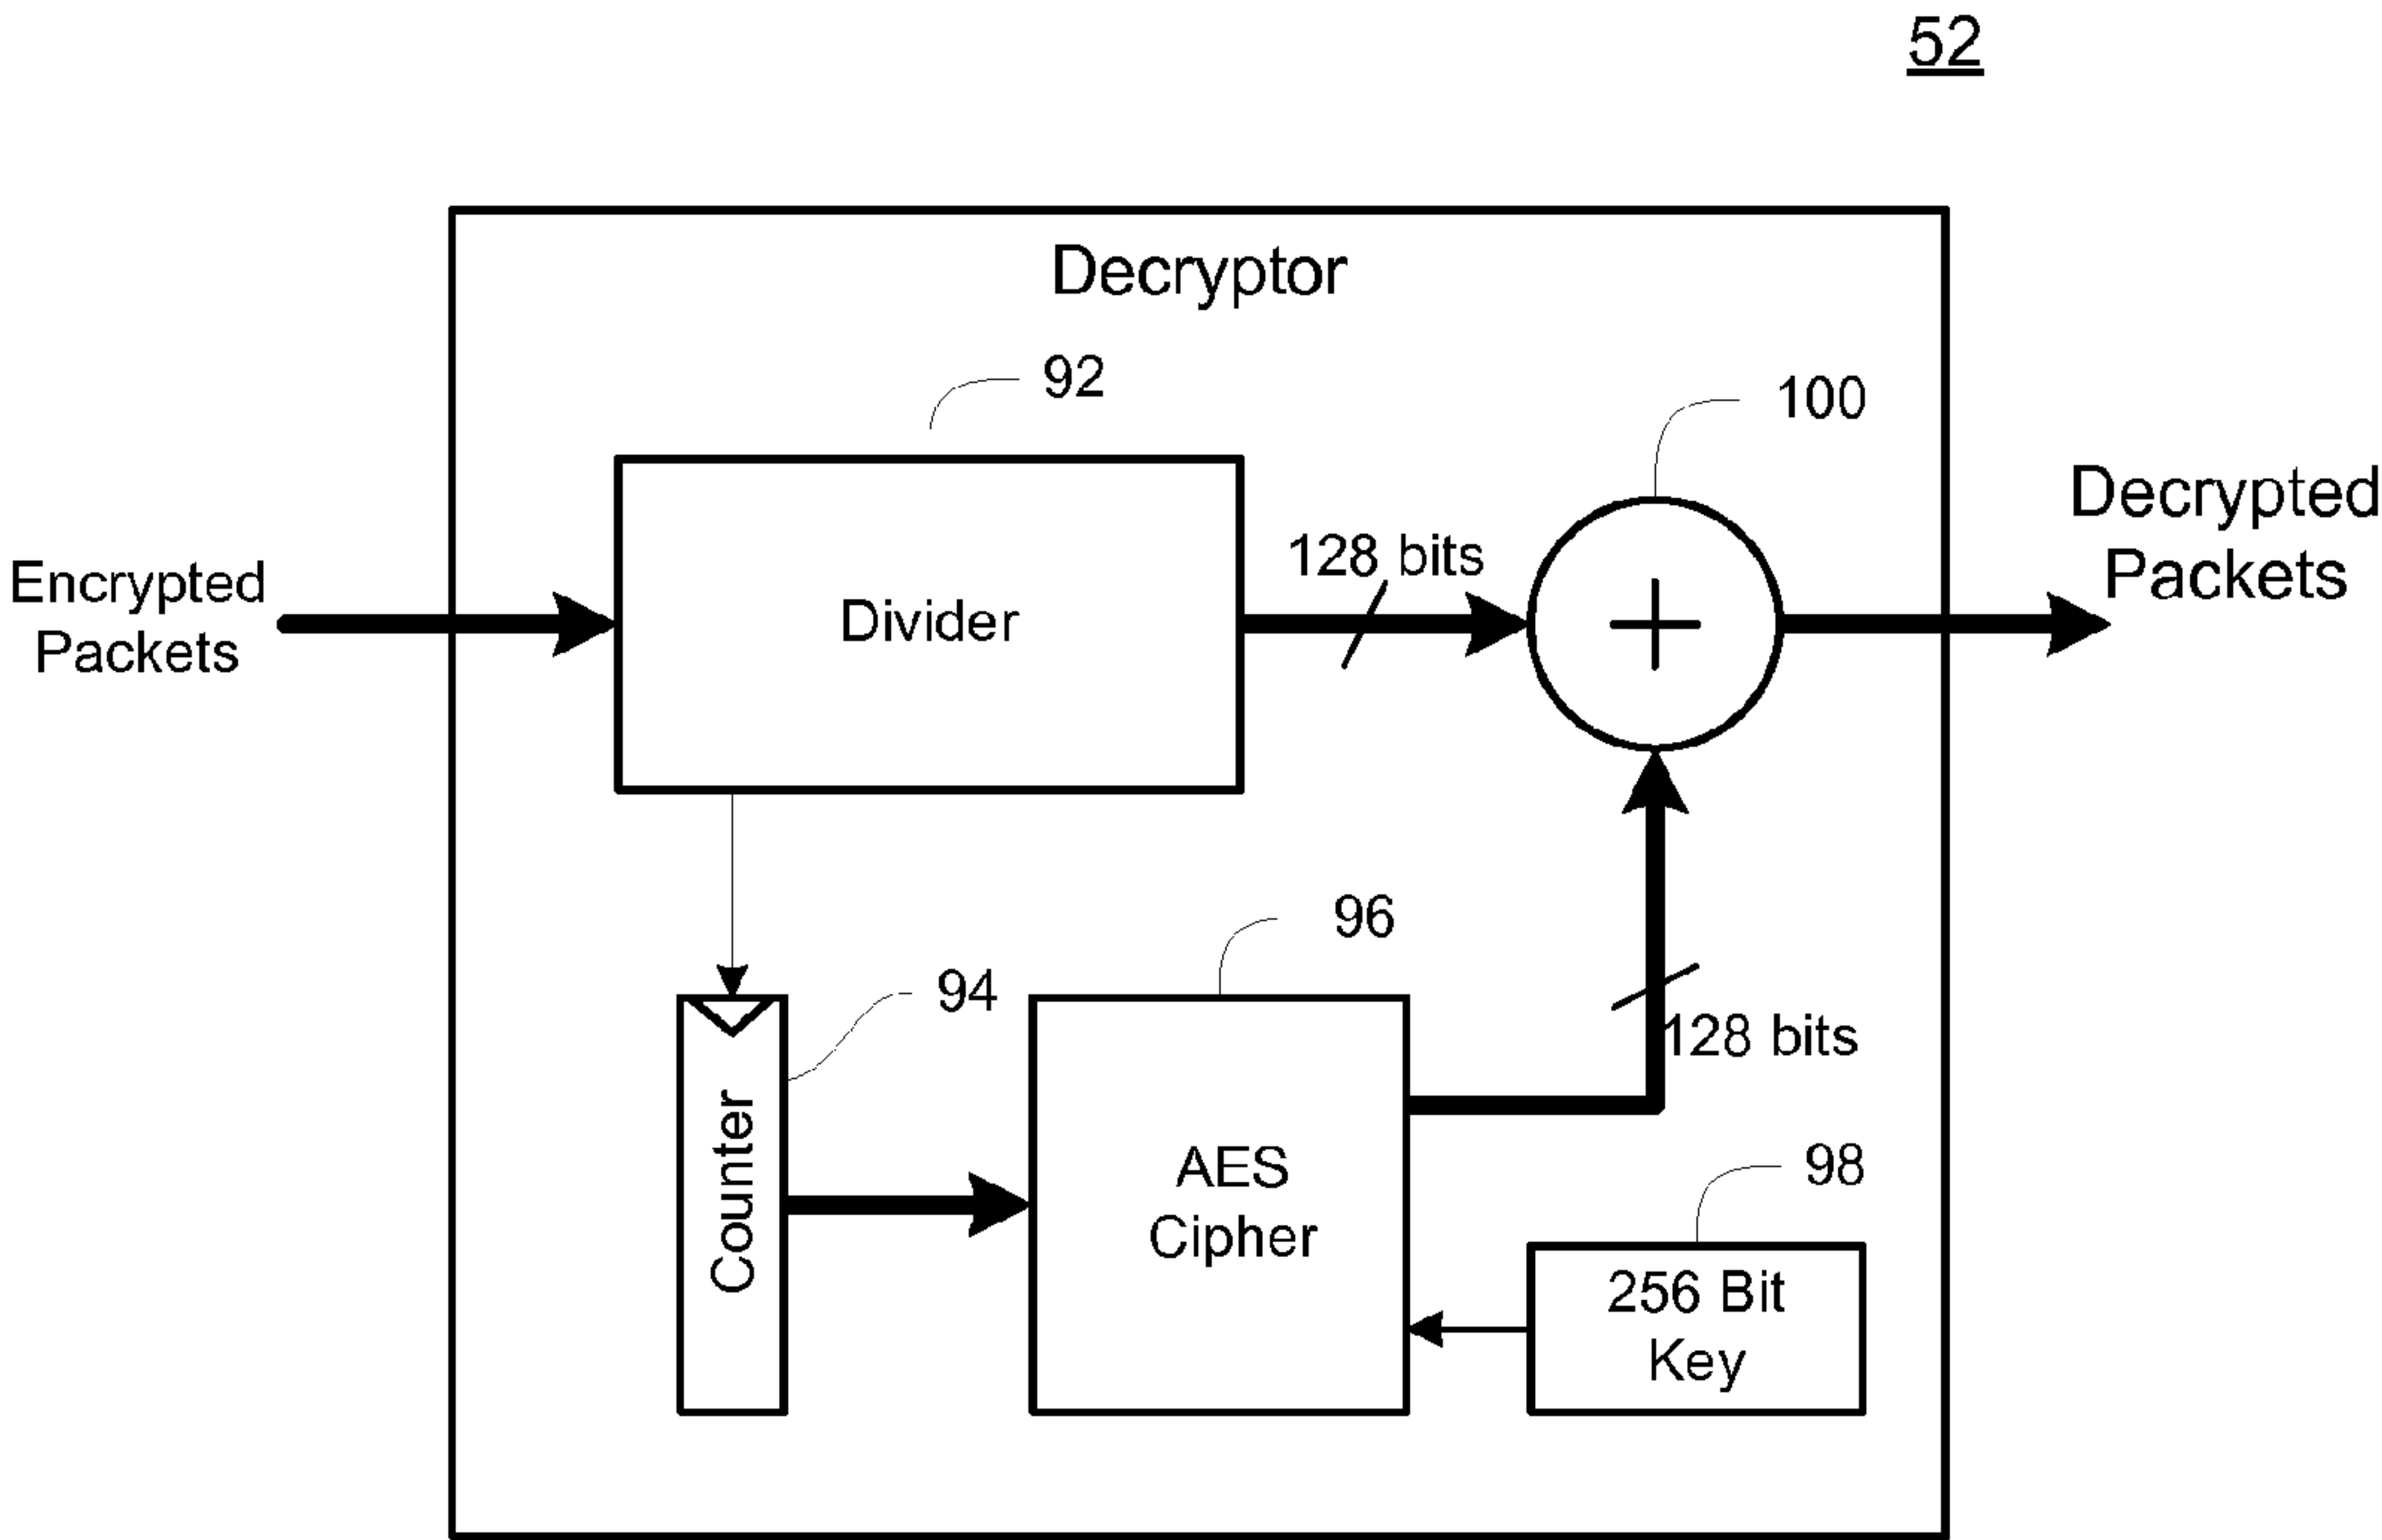 52
Decryptor
92
100
Encrypted
Packets
Divider
128 bits
Decrypted
Packets
94
96
Counter
AES
Cipher
128 bits
98
256 Bit
Key